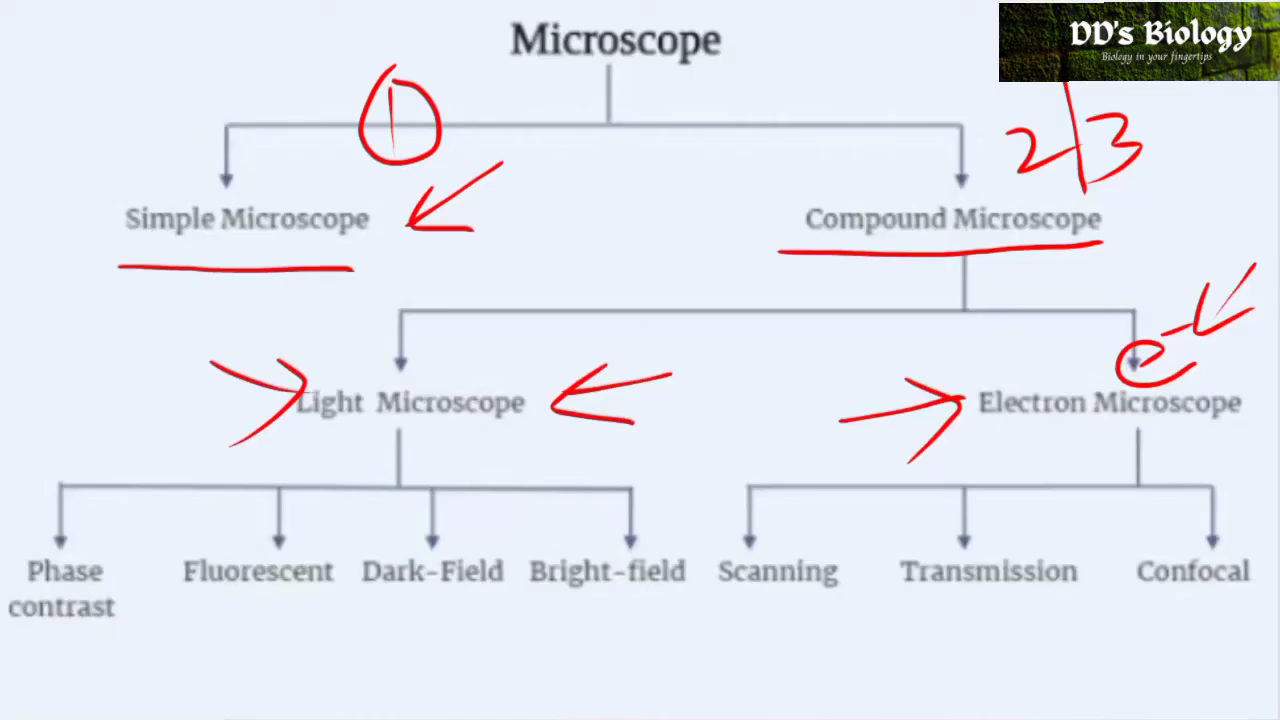 Microscope
DD's Biology
Biology in your fingertips
1
2/3
Simple Microscope
Compound Microscope
e-
Light Microscope
Electron Microscope
Phase contrast
Fluorescent
Dark-Field
Bright-field
Scanning
Transmission
Confocal